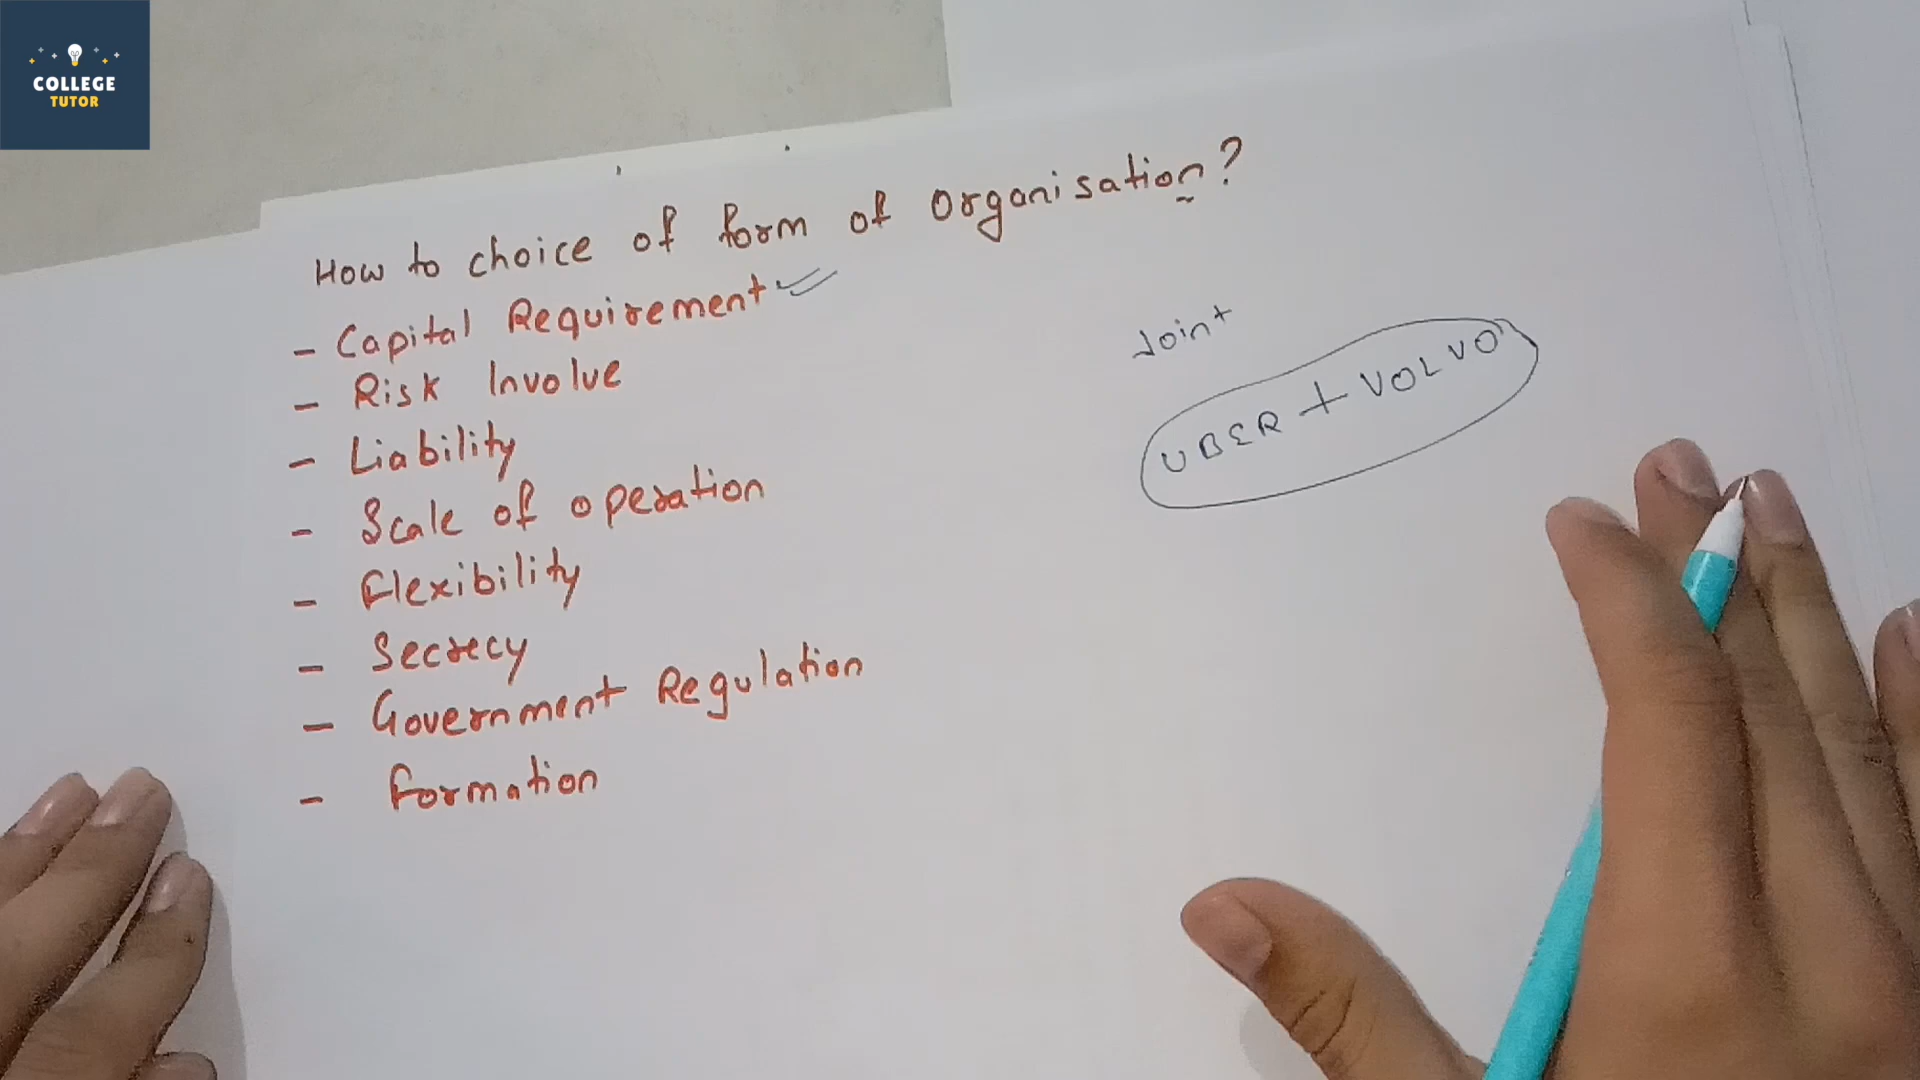 COLLEGE
TUTOR
How to choice of form of organisation?
- Capital Requirement
- Risk Involve
- Liability
- Scale of operation
- Flexibility
- Secrecy
- Government Regulation
- formation
Joint
UBER + VOLVO